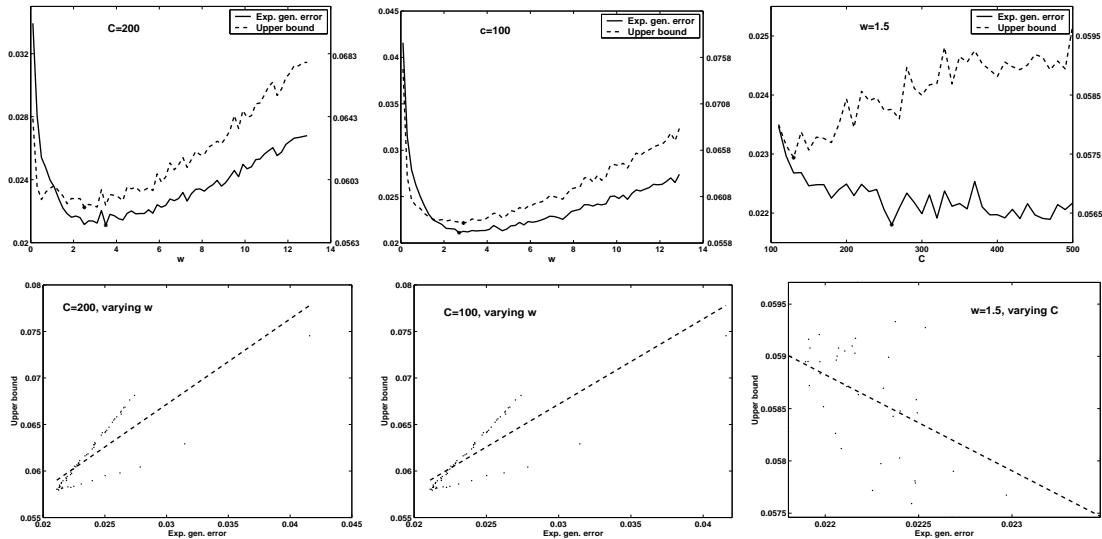 C=200
Exp. gen. error
Upper bound
0.032
0.028
0.024
0.02
0.0683
0.0643
0.0603
0.0563
0 2 4 6 8 10 12 14
w
c=100
Exp. gen. error
Upper bound
0.045
0.04
0.035
0.03
0.025
0.02
0.0758
0.0708
0.0658
0.0608
0.0558
0 2 4 6 8 10 12 14
w
w=1.5
Exp. gen. error
Upper bound
0.025
0.024
0.023
0.022
0.0595
0.0585
0.0575
0.0565
100 200 300 400 500
C
C=200, varying w
Upper bound
0.08
0.075
0.07
0.065
0.06
0.055
0.02 0.025 0.03 0.035 0.04 0.045
Exp. gen. error
C=100, varying w
Upper bound
0.08
0.075
0.07
0.065
0.06
0.055
0.02 0.025 0.03 0.035 0.04
Exp. gen. error
w=1.5, varying C
Upper bound
0.0595
0.059
0.0585
0.058
0.0575
0.022 0.0225 0.023
Exp. gen. error